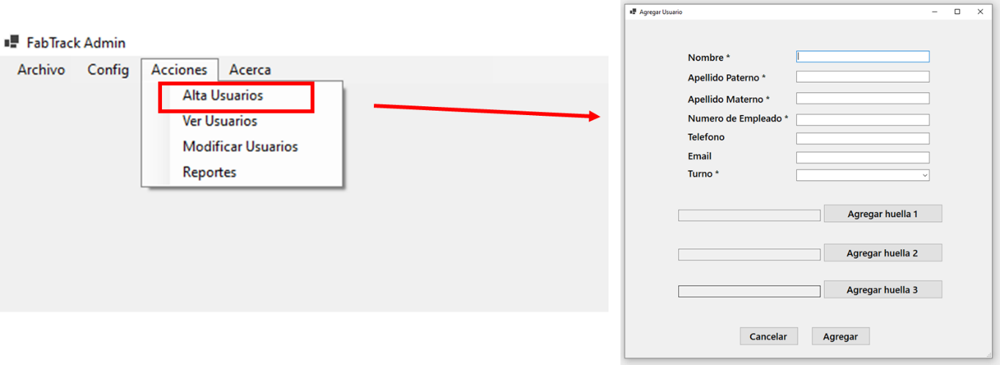 FabTrack Admin
Archivo Config Acciones Acerca
Alta Usuarios
Ver Usuarios
Modificar Usuarios
Reportes
Agregar Usuario
Nombre *
Apellido Paterno *
Apellido Materno *
Numero de Empleado *
Telefono
Email
Turno *
Agregar huella 1
Agregar huella 2
Agregar huella 3
Cancelar Agregar